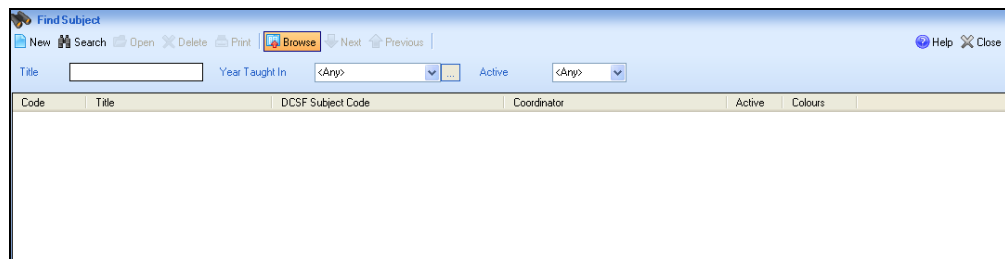 Find Subject
New Search Open Delete Print Browse Next Previous Help Close
Title Year Taught In <Any> ... Active <Any>
Code Title DCSF Subject Code Coordinator Active Colours